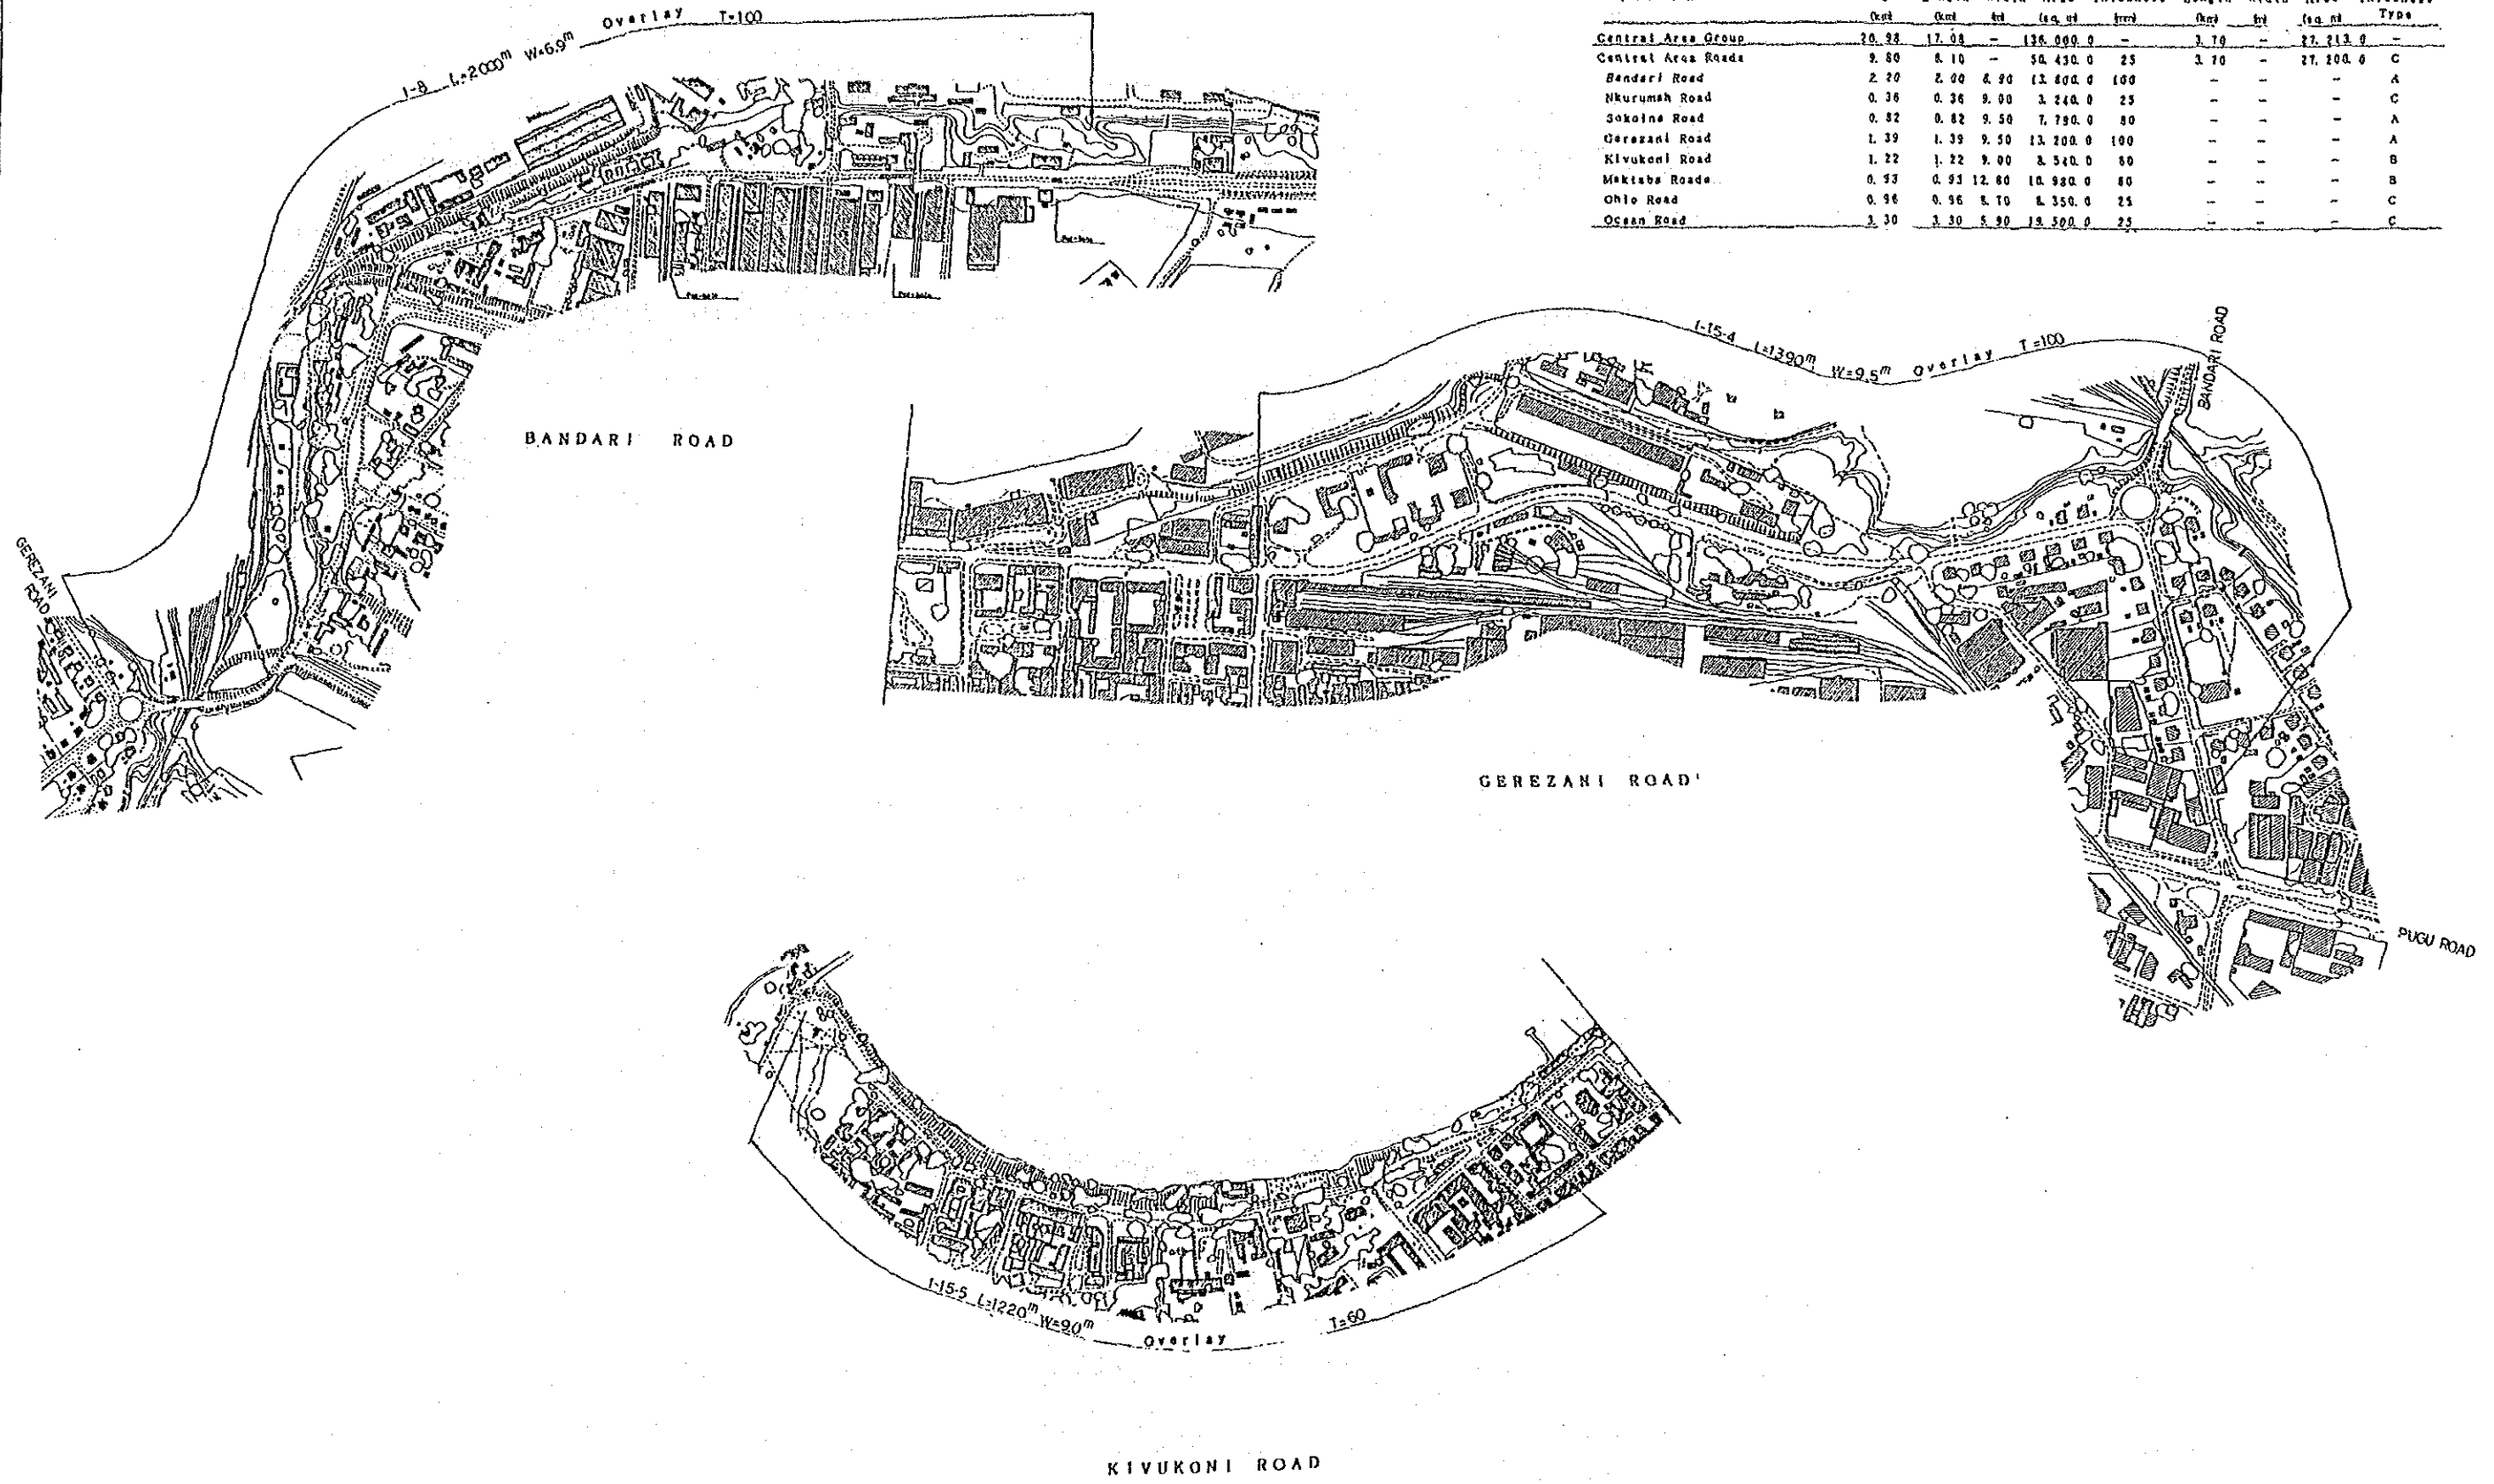 Overlay T=100
I-8 L=2000m W=6.9m
(km) (km) (m) (sq. m) (mm) (km) (m) (sq. m) Type
Central Area Group 20.98 17.08 - 136,000.0 - 3.70 - 27,213.0 -
Central Area Roads 9.80 8.10 - 50,430.0 25 3.70 - 27,200.0 C
Bandari Road 2.20 2.00 6.90 13,800.0 100 - - - A
Nkurumah Road 0.36 0.36 9.00 3,240.0 25 - - - C
Sokoine Road 0.82 0.82 9.50 7,790.0 80 - - - A
Gerezani Road 1.39 1.39 9.50 13,200.0 100 - - - A
Kivukoni Road 1.22 1.22 9.00 8,540.0 60 - - - B
Maktaba Roads 0.93 0.93 12.60 10,980.0 60 - - - B
Ohio Road 0.96 0.96 8.70 8,350.0 25 - - - C
Ocean Road 3.30 3.30 5.90 19,500.0 25 - - - C
I-15-4 L=1390m W=9.5m Overlay T=100
BANDARI ROAD
BANDARI ROAD
GEREZANI ROAD
GEREZANI ROAD
PUGU ROAD
I-15-5 L=1220m W=9.0m Overlay T=60
KIVUKONI ROAD